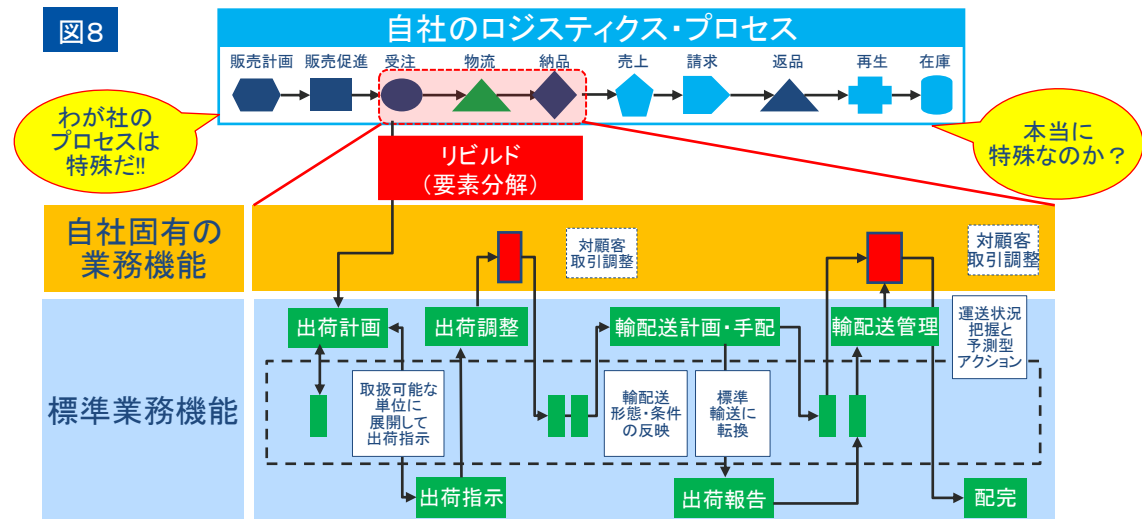 図8
自社のロジスティクス・プロセス
販売計画
販売促進
受注
物流
納品
売上
請求
返品
再生
在庫
わが社の
プロセスは
特殊だ!!
本当に
特殊なのか？
リビルド
（要素分解）
自社固有の
業務機能
対顧客
取引調整
対顧客
取引調整
標準業務機能
出荷計画
出荷調整
輸配送計画・手配
輸配送管理
運送状況
把握と
予測型
アクション
取扱可能な
単位に
展開して
出荷指示
輸配送
形態・条件
の反映
標準
輸送に
転換
出荷指示
出荷報告
配完